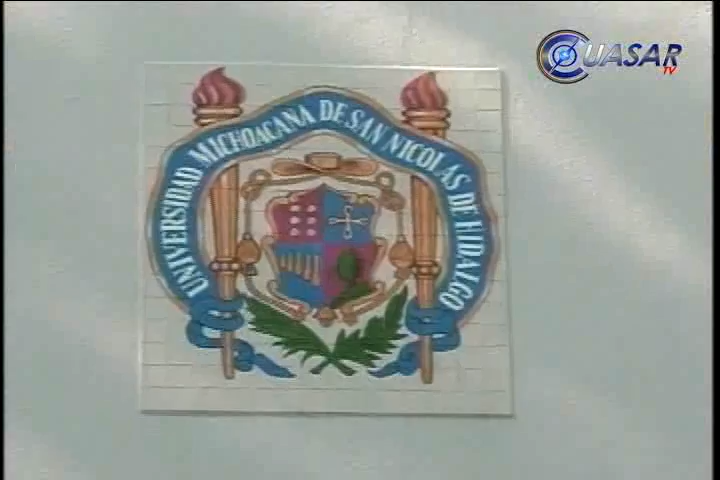 QUASAR
TV
UNIVERSIDAD MICHOACANA DE SAN NICOLAS DE HIDALGO